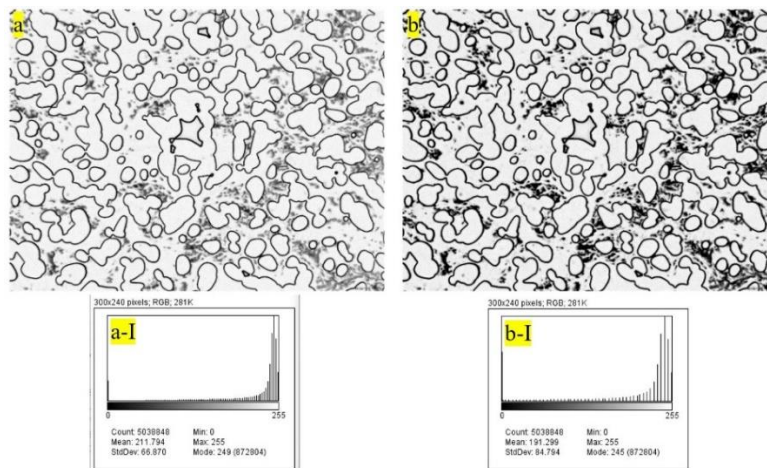 a
b
300x240 pixels; RGB; 281K
a-I
0 255
Count: 5038848 Min: 0
Mean: 211.794 Max: 255
StdDev: 66.870 Mode: 249 (872804)
300x240 pixels; RGB; 281K
b-I
0 255
Count: 5038848 Min: 0
Mean: 191.299 Max: 255
StdDev: 84.794 Mode: 245 (872804)